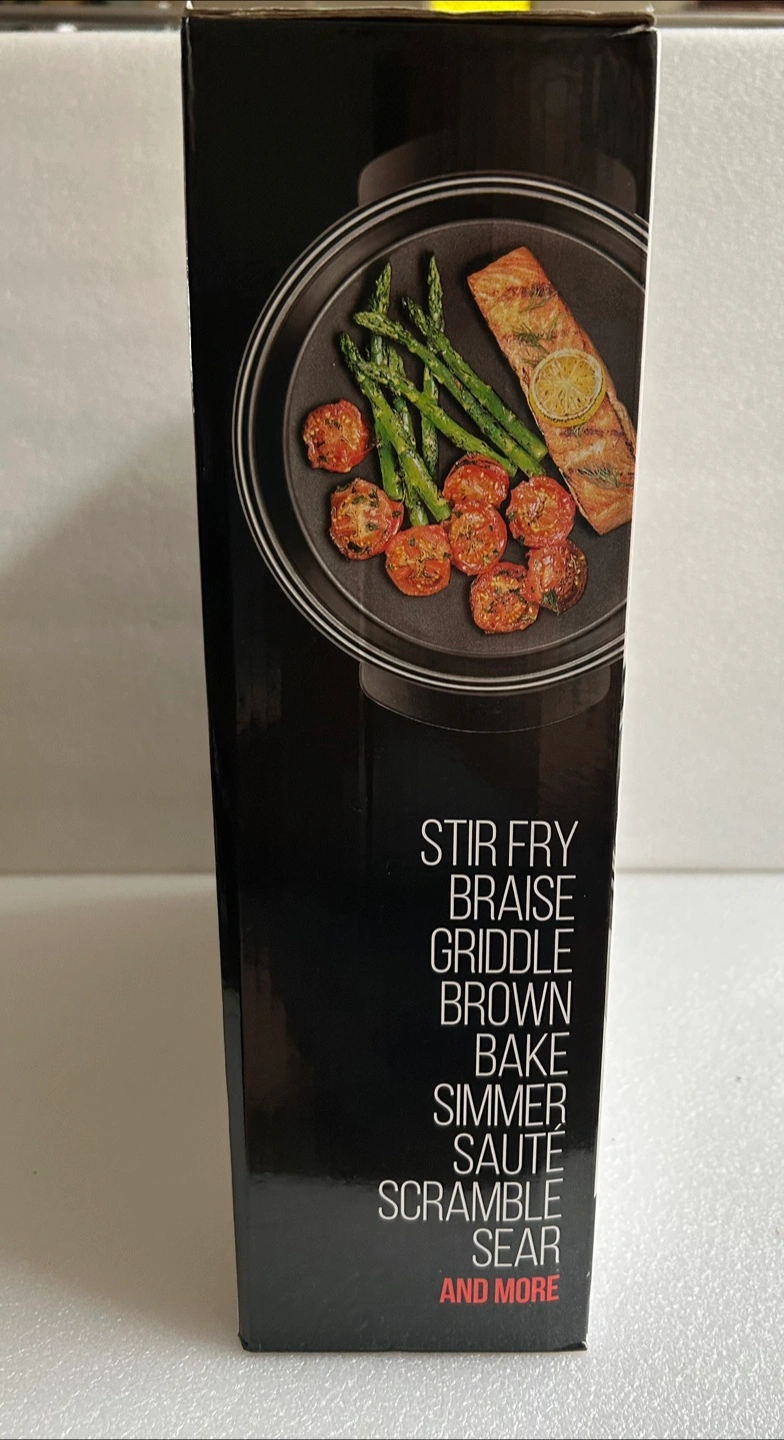 STIR FRY
BRAISE
GRIDDLE
BROWN
BAKE
SIMMER
SAUTÉ
SCRAMBLE
SEAR
AND MORE